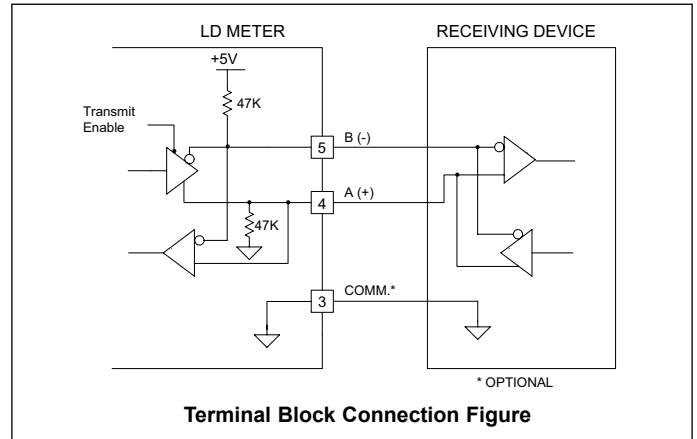 LD METER
RECEIVING DEVICE
+5V
47K
Transmit
Enable
5
B (-)
4
A (+)
47K
3
COMM.*
* OPTIONAL
Terminal Block Connection Figure